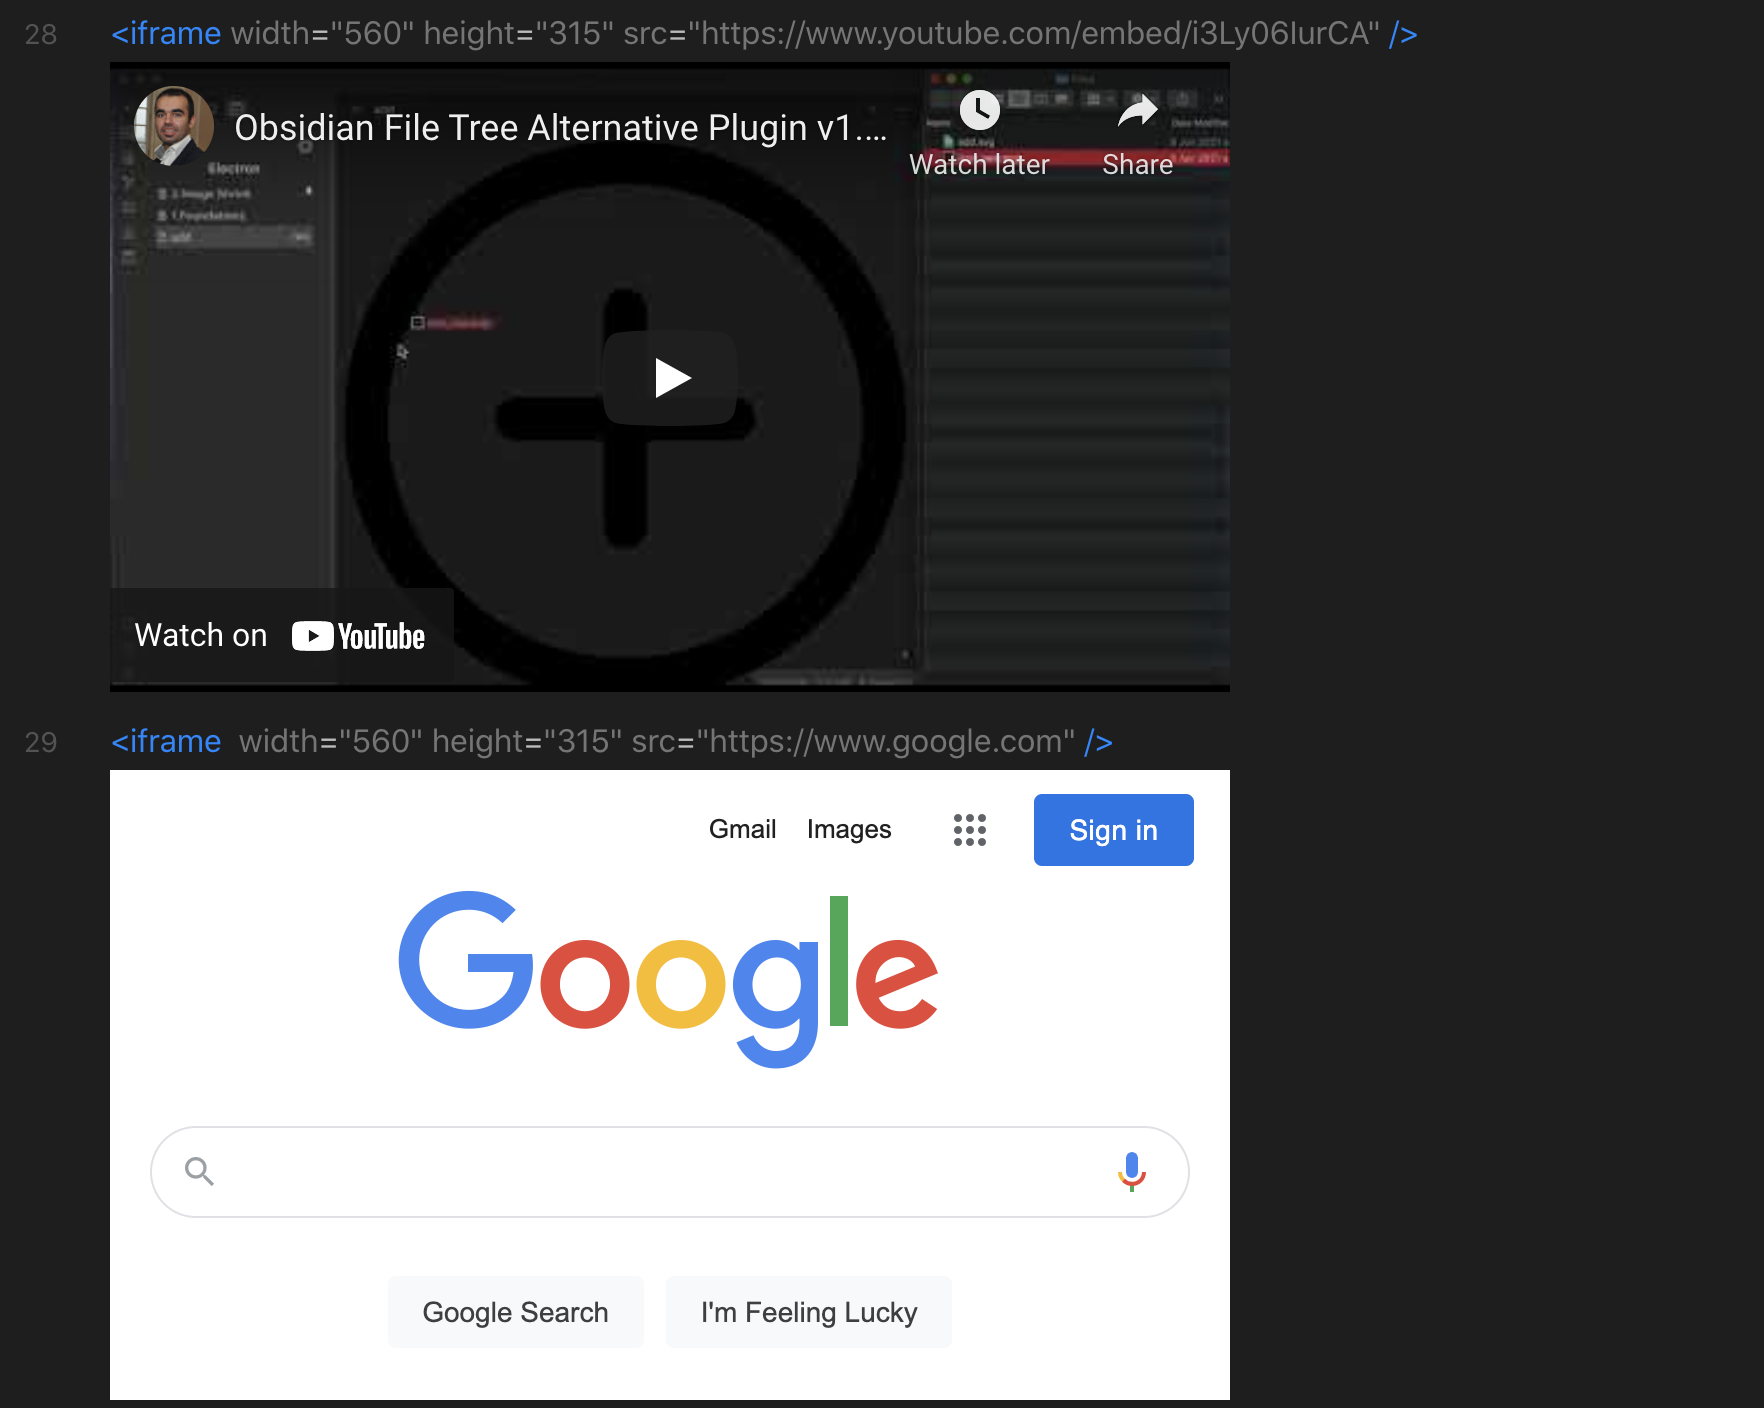 28 <iframe width="560" height="315" src="https://www.youtube.com/embed/i3Ly06IurCA" />
Obsidian File Tree Alternative Plugin v1....
Watch later Share
Electron
Watch on YouTube
29 <iframe  width="560" height="315" src="https://www.google.com" />
Gmail Images Sign in
Google
Google Search I'm Feeling Lucky